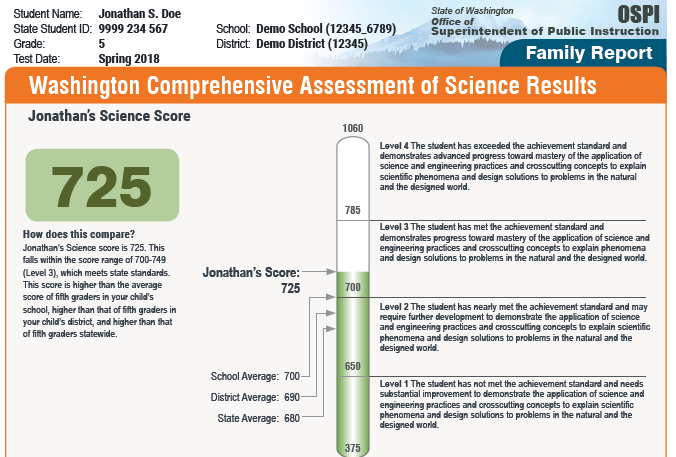 Student Name: Jonathan S. Doe
State Student ID: 9999 234 567
Grade: 5
Test Date: Spring 2018
School: Demo School (12345_6789)
District: Demo District (12345)
State of Washington
Office of
Superintendent of Public Instruction
OSPI
Family Report
Washington Comprehensive Assessment of Science Results
Jonathan's Science Score
725
How does this compare?
Jonathan's Science score is 725. This
falls within the score range of 700-749
(Level 3), which meets state standards.
This score is higher than the average
score of fifth graders in your child's
school, higher than that of fifth graders in
your child's district, and higher than that
of fifth graders statewide.
1060
Level 4 The student has exceeded the achievement standard and
demonstrates advanced progress toward mastery of the application of
science and engineering practices and crosscutting concepts to explain
scientific phenomena and design solutions to problems in the natural
and the designed world.
785
Level 3 The student has met the achievement standard and
demonstrates progress toward mastery of the application of science and
engineering practices and crosscutting concepts to explain phenomena
and design solutions to problems in the natural and the designed world.
Jonathan's Score:
725
700
Level 2 The student has nearly met the achievement standard and may
require further development to demonstrate the application of science
and engineering practices and crosscutting concepts to explain scientific
phenomena and design solutions to problems in the natural and the
designed world.
650
School Average: 700
District Average: 690
State Average: 680
Level 1 The student has not met the achievement standard and needs
substantial improvement to demonstrate the application of science and
engineering practices and crosscutting concepts to explain scientific
phenomena and design solutions to problems in the natural and the
designed world.
375